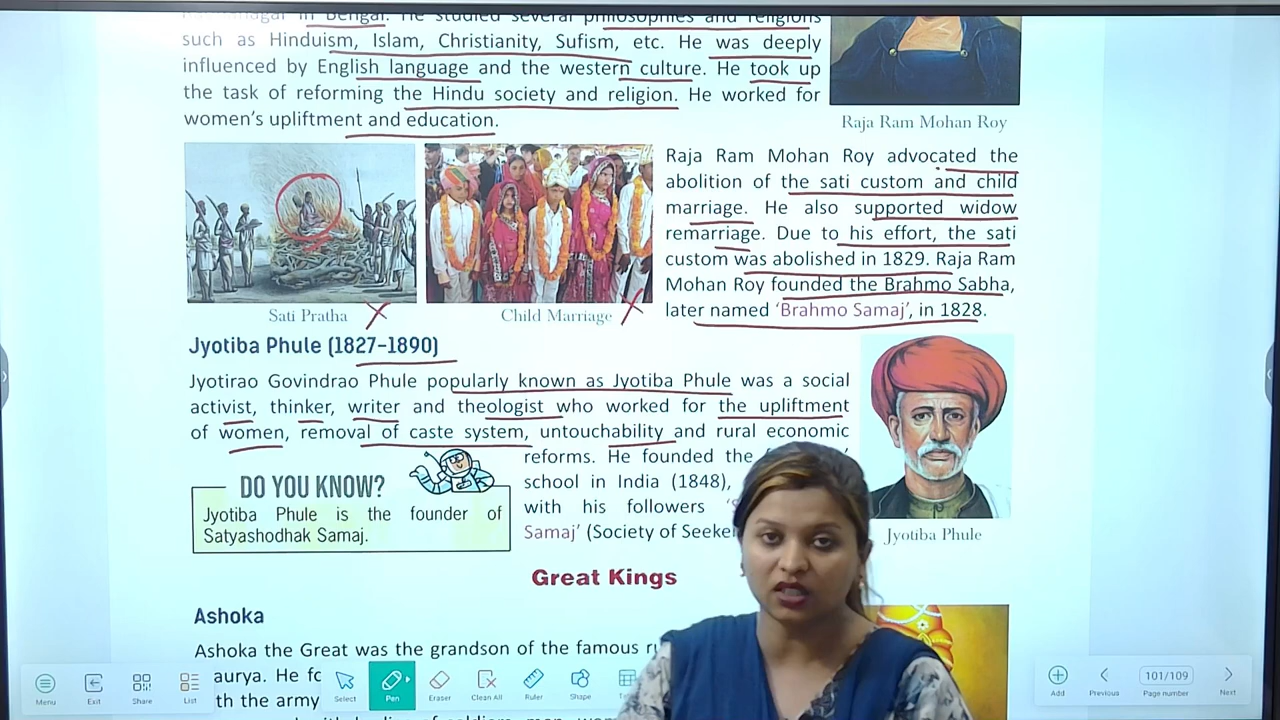 in Bengal. He studied several philosophies and religions
such as Hinduism, Islam, Christianity, Sufism, etc. He was deeply
influenced by English language and the western culture. He took up
the task of reforming the Hindu society and religion. He worked for
women's upliftment and education.
Raja Ram Mohan Roy
Raja Ram Mohan Roy advocated the
abolition of the sati custom and child
marriage. He also supported widow
remarriage. Due to his effort, the sati
custom was abolished in 1829. Raja Ram
Mohan Roy founded the Brahmo Sabha,
later named 'Brahmo Samaj', in 1828.
Sati Pratha
Child Marriage
Jyotiba Phule (1827–1890)
Jyotirao Govindrao Phule popularly known as Jyotiba Phule was a social
activist, thinker, writer and theologist who worked for the upliftment
of women, removal of caste system, untouchability and rural economic
reforms. He founded the
school in India (1848),
with his followers
Samaj' (Society of
Jyotiba Phule
DO YOU KNOW?
Jyotiba Phule is the founder of
Satyashodhak Samaj.
Great Kings
Ashoka
Ashoka the Great was the grandson of the famous
aurya. He
th the army
Menu
Exit
Share
List
Select
Pen
Eraser
Clean All
Ruler
Shape
Add
Previous
101/109
Page number
Next